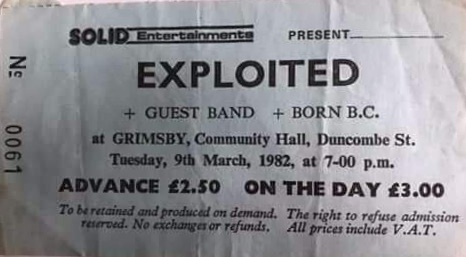 SOLID Entertainments PRESENT
EXPLOITED
+ GUEST BAND + BORN B.C.
at GRIMSBY, Community Hall, Duncombe St.
Tuesday, 9th March, 1982, at 7-00 p.m.
ADVANCE £2.50 ON THE DAY £3.00
To be retained and produced on demand. The right to refuse admission
reserved. No exchanges or refunds. All prices include V.A.T.
Nº 0061